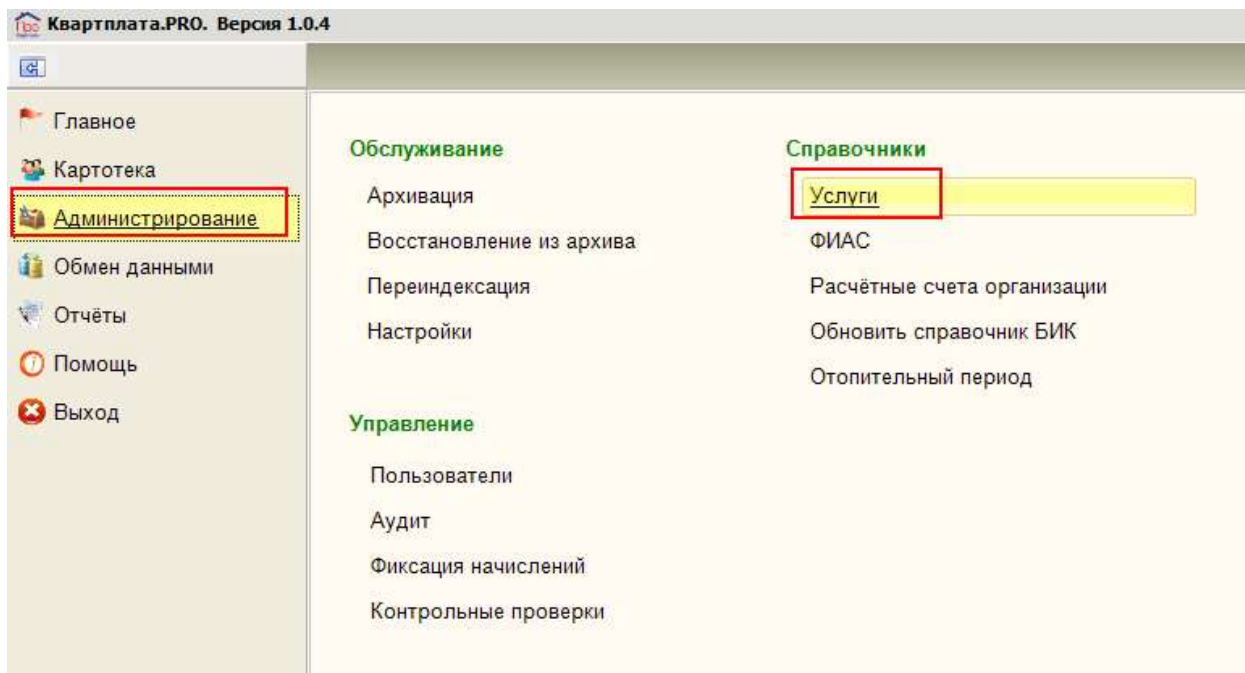 Квартплата.PRO. Версия 1.0.4
Главное
Картотека
Администрирование
Обмен данными
Отчёты
Помощь
Выход
Обслуживание
Архивация
Восстановление из архива
Переиндексация
Настройки
Управление
Пользователи
Аудит
Фиксация начислений
Контрольные проверки
Справочники
Услуги
ФИАС
Расчётные счета организации
Обновить справочник БИК
Отопительный период